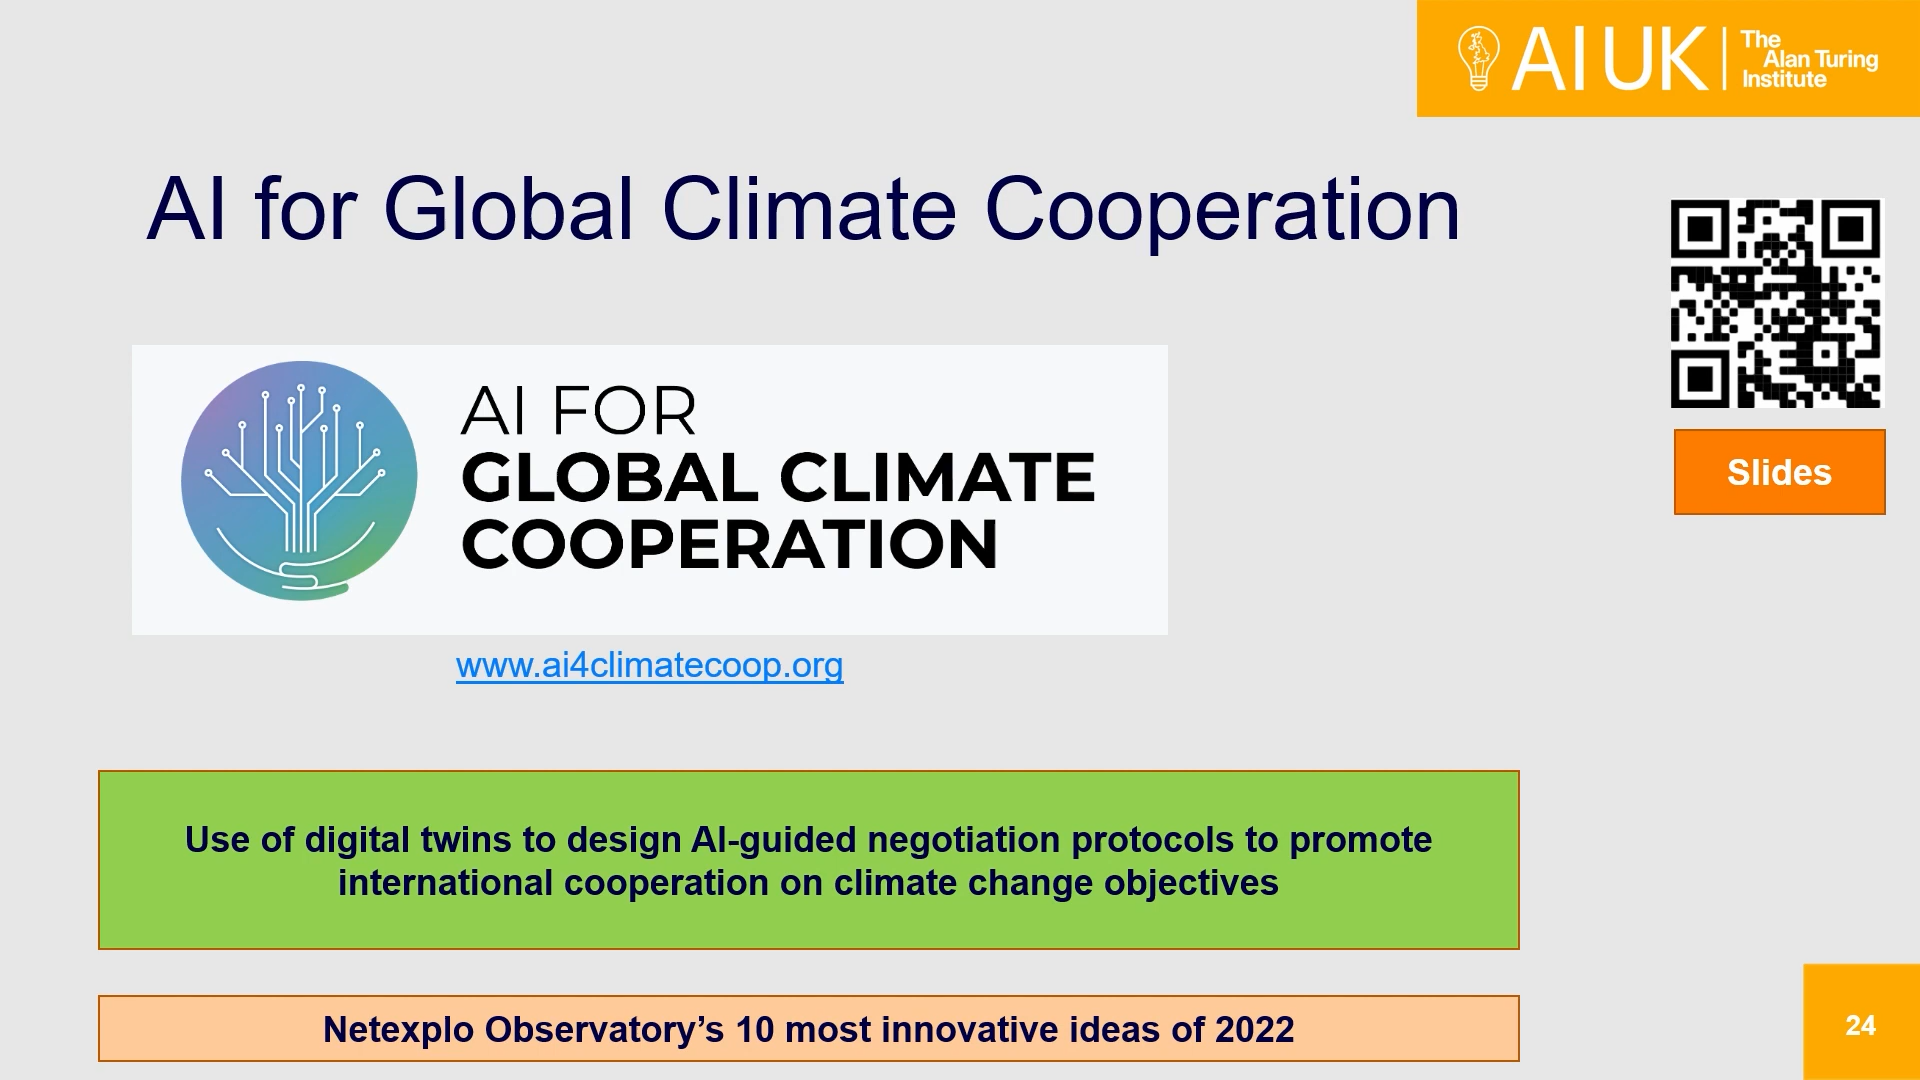 AI UK
The
Alan Turing
Institute
AI for Global Climate Cooperation
AI FOR
GLOBAL CLIMATE
COOPERATION
www.ai4climatecoop.org
Slides
Use of digital twins to design AI-guided negotiation protocols to promote
international cooperation on climate change objectives
Netexplo Observatory’s 10 most innovative ideas of 2022
24